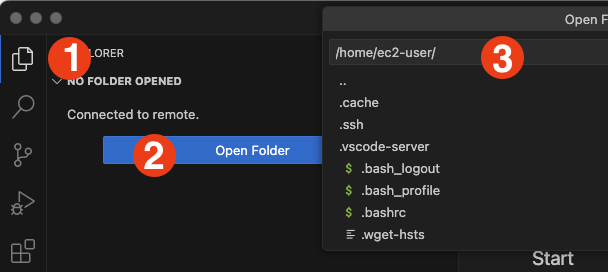 Open F
1
LORER
NO FOLDER OPENED
Connected to remote.
2
Open Folder
/home/ec2-user/
3
..
.cache
.ssh
.vscode-server
$ .bash_logout
$ .bash_profile
$ .bashrc
.wget-hsts
Start